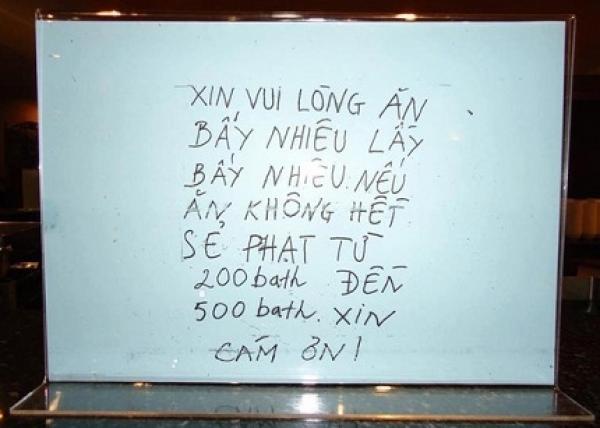 XIN VUI LÒNG ĂN
BẤY NHIÊU LẤY
BẤY NHIÊU. NẾU
ĂN KHÔNG HẾT
SẼ PHẠT TỪ
200 bath ĐẾN
500 bath. XIN
CÁM ƠN!